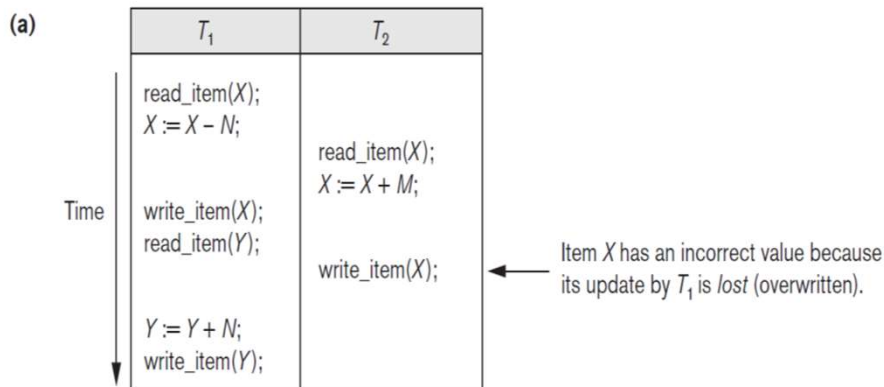 (a)
T1 T2
read_item(X);
X := X – N;
read_item(X);
X := X + M;
Time
write_item(X);
read_item(Y);
write_item(X);
Item X has an incorrect value because
its update by T1 is lost (overwritten).
Y := Y + N;
write_item(Y);